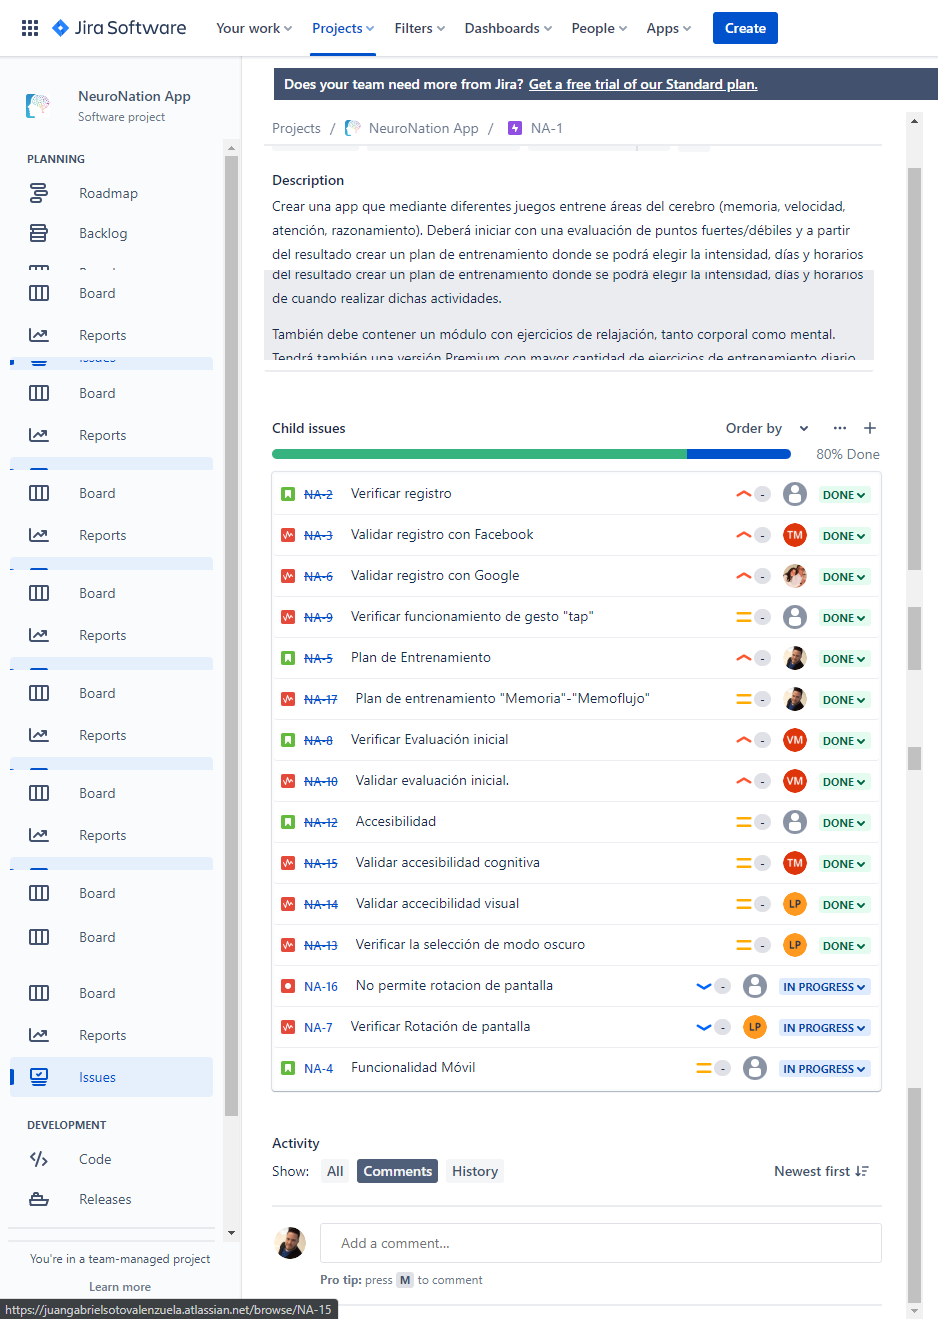 Jira Software
Your work
Projects
Filters
Dashboards
People
Apps
Create
NeuroNation App
Software project
PLANNING
Roadmap
Backlog
Board
Reports
Issues
Board
Reports
Board
Reports
Board
Reports
Board
Reports
Board
Reports
Board
Board
Board
Reports
Issues
DEVELOPMENT
Code
Releases
You're in a team-managed project
Learn more
Does your team need more from Jira? Get a free trial of our Standard plan.
Projects / NeuroNation App / NA-1
Description
Crear una app que mediante diferentes juegos entrene áreas del cerebro (memoria, velocidad,
atención, razonamiento). Deberá iniciar con una evaluación de puntos fuertes/débiles y a partir
del resultado crear un plan de entrenamiento donde se podrá elegir la intensidad, días y horarios
del resultado crear un plan de entrenamiento donde se podrá elegir la intensidad, días y horarios
de cuando realizar dichas actividades.
También debe contener un módulo con ejercicios de relajación, tanto corporal como mental.
Tendrá también una versión Premium con mayor cantidad de ejercicios de entrenamiento diario
Child issues Order by
80% Done
NA-2 Verificar registro - DONE
NA-3 Validar registro con Facebook - TM DONE
NA-6 Validar registro con Google - DONE
NA-9 Verificar funcionamiento de gesto "tap" - DONE
NA-5 Plan de Entrenamiento - DONE
NA-17 Plan de entrenamiento "Memoria"-"Memoflujo" - DONE
NA-8 Verificar Evaluación inicial - VM DONE
NA-10 Validar evaluación inicial. - VM DONE
NA-12 Accesibilidad - DONE
NA-15 Validar accesibilidad cognitiva - TM DONE
NA-14 Validar accecibilidad visual - LP DONE
NA-13 Verificar la selección de modo oscuro - LP DONE
NA-16 No permite rotacion de pantalla - IN PROGRESS
NA-7 Verificar Rotación de pantalla - LP IN PROGRESS
NA-4 Funcionalidad Móvil - IN PROGRESS
Activity
Show: All Comments History Newest first
Add a comment...
Pro tip: press M to comment
https://juangabrielsotovalenzuela.atlassian.net/browse/NA-15